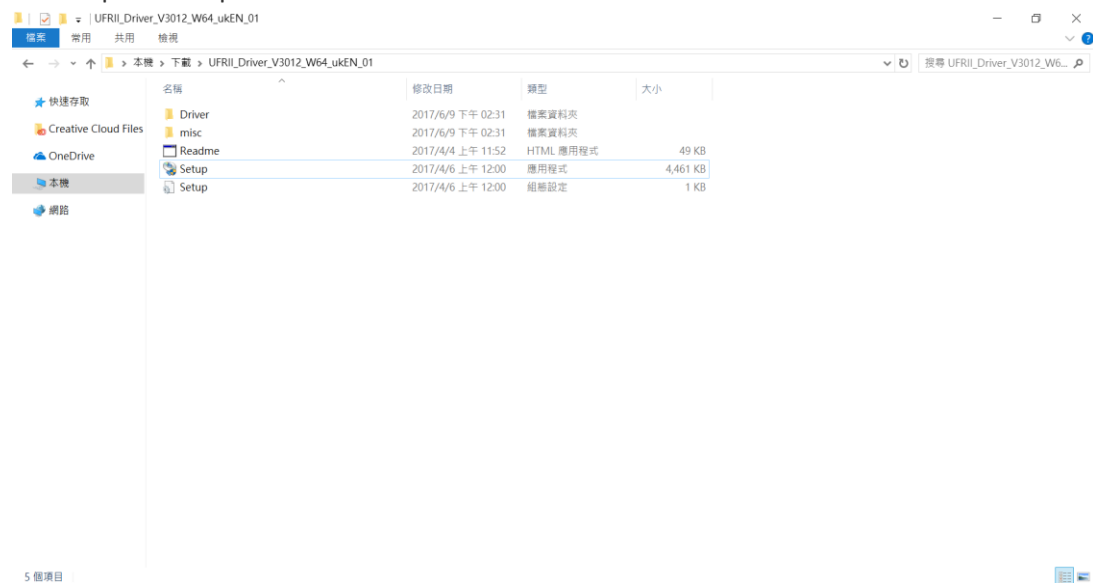 UFRII_Driver_V3012_W64_ukEN_01
檔案 常用 共用 檢視
本機 > 下載 > UFRII_Driver_V3012_W64_ukEN_01 搜尋 UFRII_Driver_V3012_W6...
名稱 修改日期 類型 大小
快速存取
Driver 2017/6/9 下午 02:31 檔案資料夾
Creative Cloud Files
misc 2017/6/9 下午 02:31 檔案資料夾
Readme 2017/4/4 上午 11:52 HTML 應用程式 49 KB
OneDrive
Setup 2017/4/6 上午 12:00 應用程式 4,461 KB
本機
Setup 2017/4/6 上午 12:00 組態設定 1 KB
網路
5 個項目